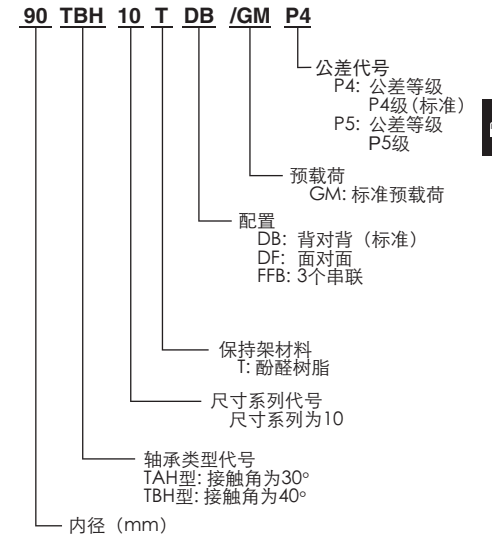 90 TBH 10 T DB /GM P4
公差代号
P4: 公差等级
P4级(标准)
P5: 公差等级
P5级
预载荷
GM: 标准预载荷
配置
DB: 背对背（标准）
DF: 面对面
FFB: 3个串联
保持架材料
T: 酚醛树脂
尺寸系列代号
尺寸系列为10
轴承类型代号
TAH型: 接触角为30°
TBH型: 接触角为40°
内径（mm）